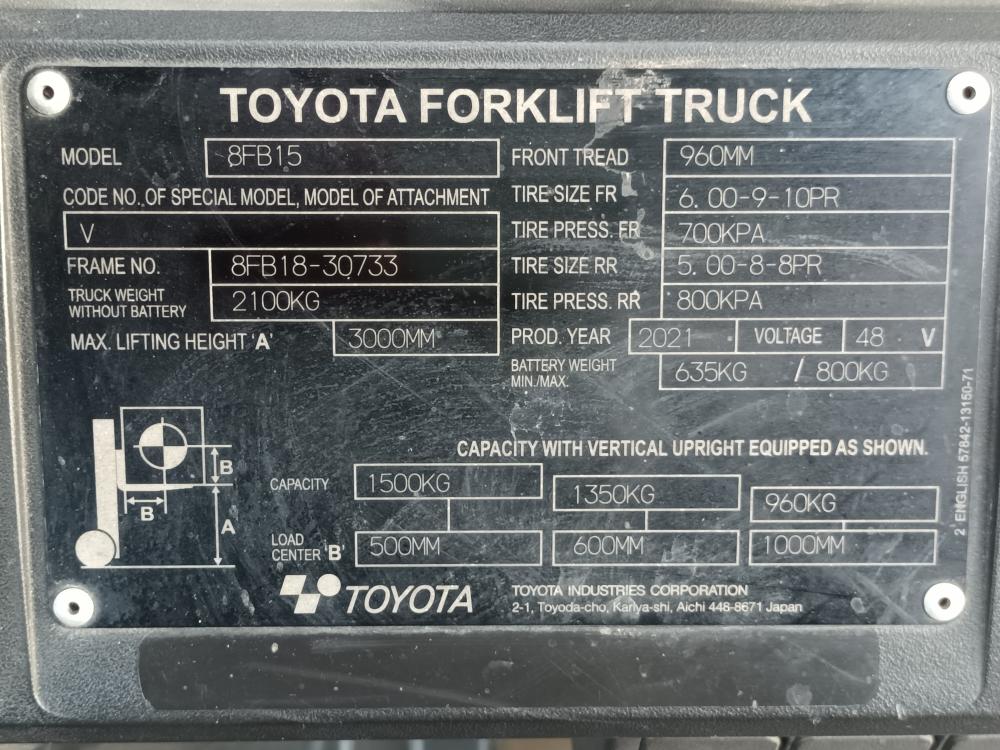 TOYOTA FORKLIFT TRUCK
MODEL 8FB15
CODE NO. OF SPECIAL MODEL, MODEL OF ATTACHMENT
V
FRAME NO. 8FB18-30733
TRUCK WEIGHT WITHOUT BATTERY 2100KG
MAX. LIFTING HEIGHT 'A' 3000MM
FRONT TREAD 960MM
TIRE SIZE FR 6.00-9-10PR
TIRE PRESS. FR 700KPA
TIRE SIZE RR 5.00-8-8PR
TIRE PRESS. RR 800KPA
PROD. YEAR 2021 VOLTAGE 48 V
BATTERY WEIGHT MIN./MAX. 635KG / 800KG
B
B
A
CAPACITY WITH VERTICAL UPRIGHT EQUIPPED AS SHOWN.
CAPACITY 1500KG 1350KG 960KG
LOAD CENTER 'B' 500MM 600MM 1000MM
TOYOTA
TOYOTA INDUSTRIES CORPORATION
2-1, Toyoda-cho, Kariya-shi, Aichi 448-8671 Japan
2 ENGLISH 57842-13150-71